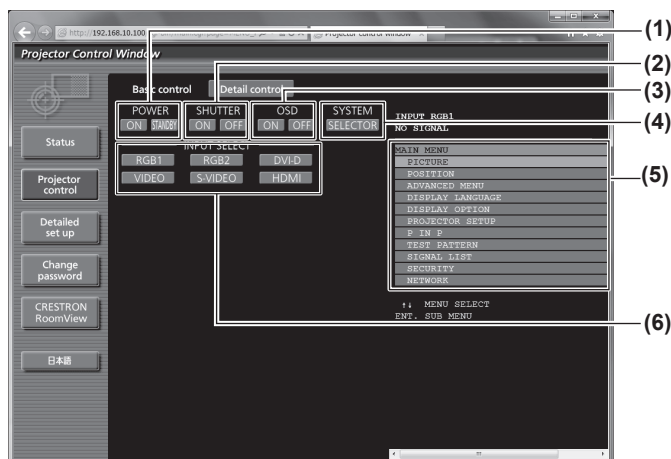 http://192.168.10.100
Projector Control Window
(1)
(2)
(3)
(4)
(5)
(6)
Projector Control Window
Basic control
Detail control
POWER
ON STANDBY
SHUTTER
ON OFF
OSD
ON OFF
SYSTEM
SELECTOR
INPUT SELECT
RGB1 RGB2 DVI-D
VIDEO S-VIDEO HDMI
Status
Projector
control
Detailed
set up
Change
password
CRESTRON
RoomView
日本語
INPUT RGB1
NO SIGNAL
MAIN MENU
PICTURE
POSITION
ADVANCED MENU
DISPLAY LANGUAGE
DISPLAY OPTION
PROJECTOR SETUP
P IN P
TEST PATTERN
SIGNAL LIST
SECURITY
NETWORK
↑↓ MENU SELECT
ENT. SUB MENU